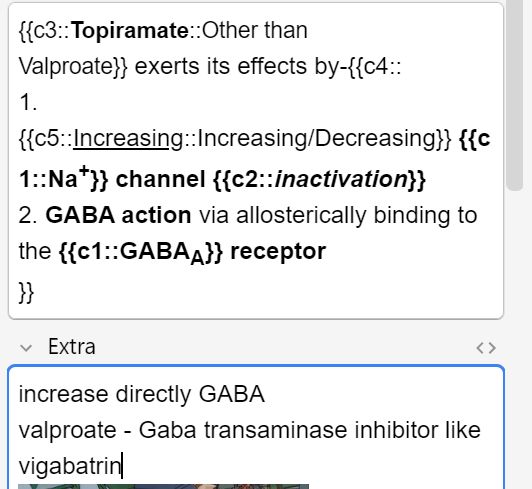 {{c3::Topiramate::Other than
Valproate}} exerts its effects by-{{c4::
1.
{{c5::Increasing::Increasing/Decreasing}} {{c
1::Na⁺}} channel {{c2::inactivation}}
2. GABA action via allosterically binding to
the {{c1::GABA_A}} receptor
}}
Extra
<>
increase directly GABA
valproate - Gaba transaminase inhibitor like
vigabatrin